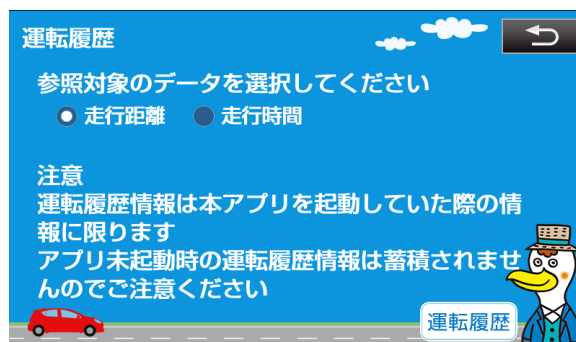 運転履歴
参照対象のデータを選択してください
走行距離 走行時間
注意
運転履歴情報は本アプリを起動していた際の情
報に限ります
アプリ未起動時の運転履歴情報は蓄積されませ
んのでご注意ください
運転履歴